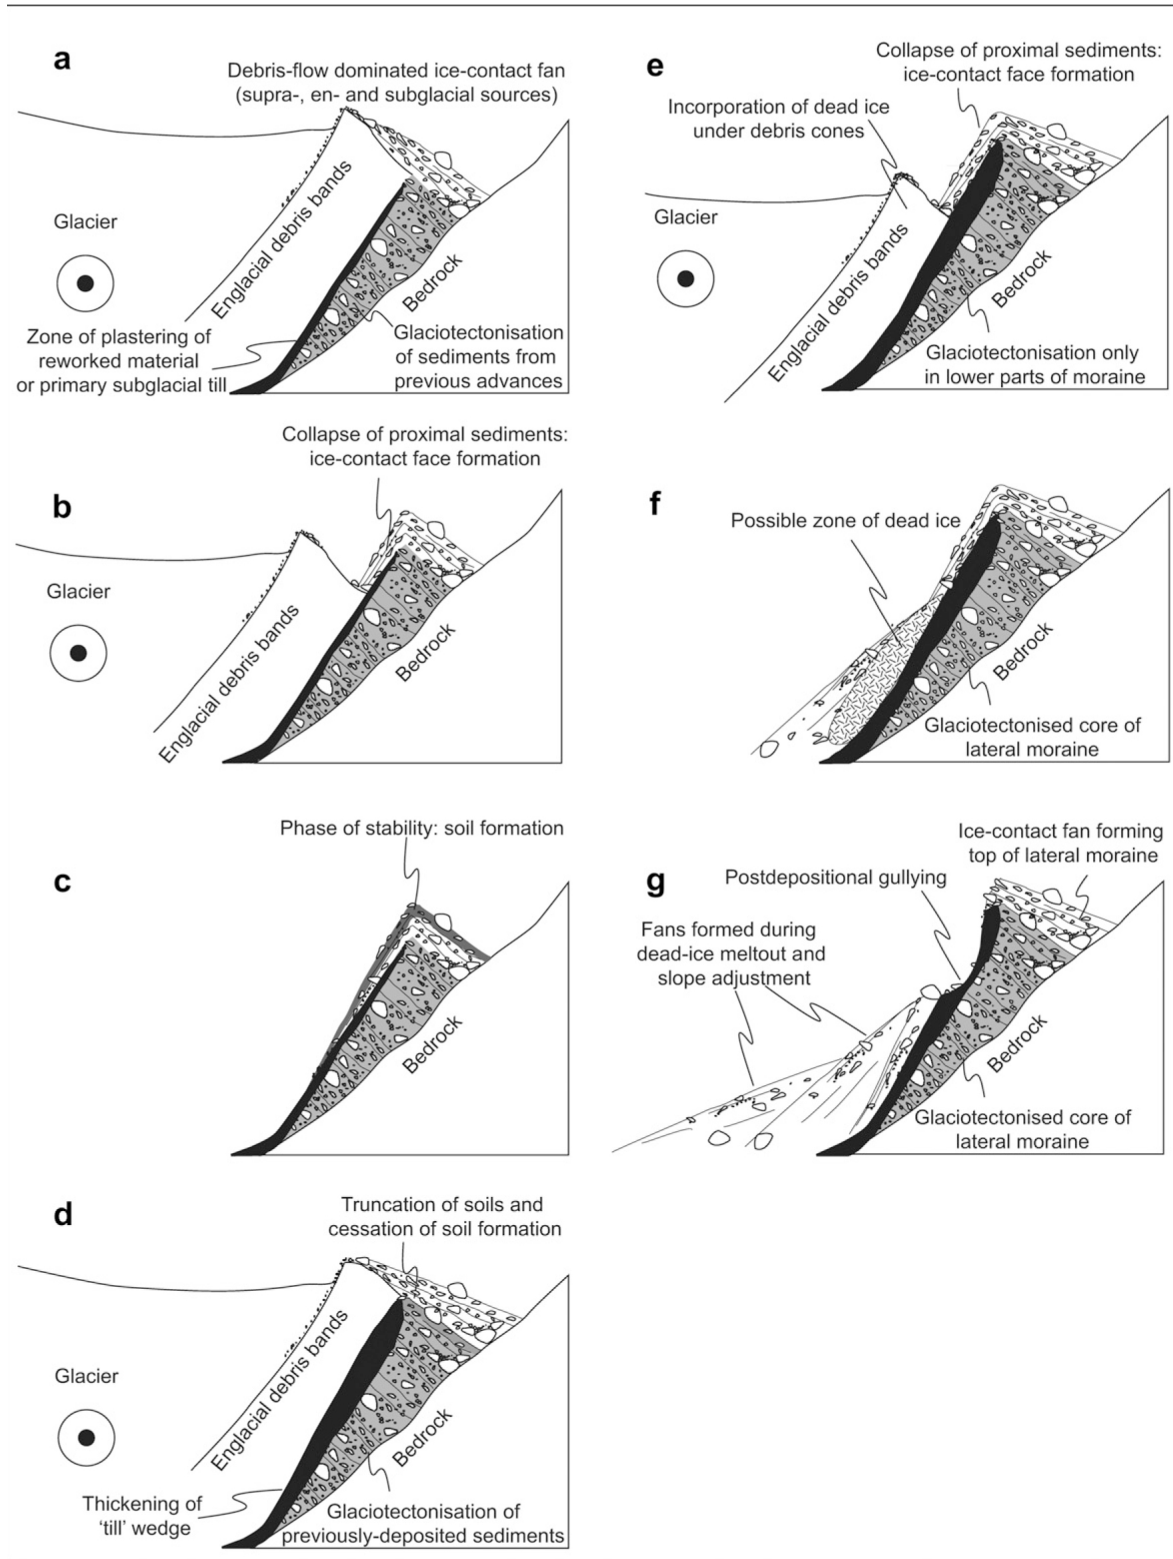 a
Debris-flow dominated ice-contact fan
(supra-, en- and subglacial sources)
Glacier
Englacial debris bands
Bedrock
Zone of plastering of
reworked material
or primary subglacial till
Glaciotectonisation
of sediments from
previous advances
b
Collapse of proximal sediments:
ice-contact face formation
Glacier
Englacial debris bands
Bedrock
c
Phase of stability: soil formation
Bedrock
d
Truncation of soils and
cessation of soil formation
Glacier
Englacial debris bands
Bedrock
Thickening of
‘till’ wedge
Glaciotectonisation of
previously-deposited sediments
e
Collapse of proximal sediments:
ice-contact face formation
Incorporation of dead ice
under debris cones
Glacier
Englacial debris bands
Bedrock
Glaciotectonisation only
in lower parts of moraine
f
Possible zone of dead ice
Bedrock
Glaciotectonised core of
lateral moraine
g
Ice-contact fan forming
top of lateral moraine
Postdepositional gullying
Fans formed during
dead-ice meltout and
slope adjustment
Bedrock
Glaciotectonised core of
lateral moraine